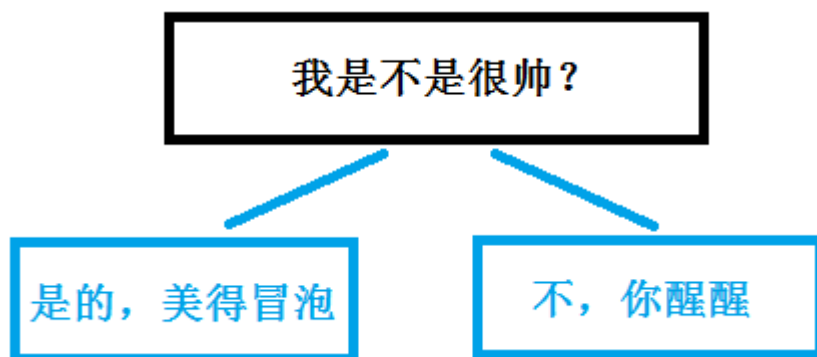 我是不是很帅？
是的，美得冒泡
不，你醒醒